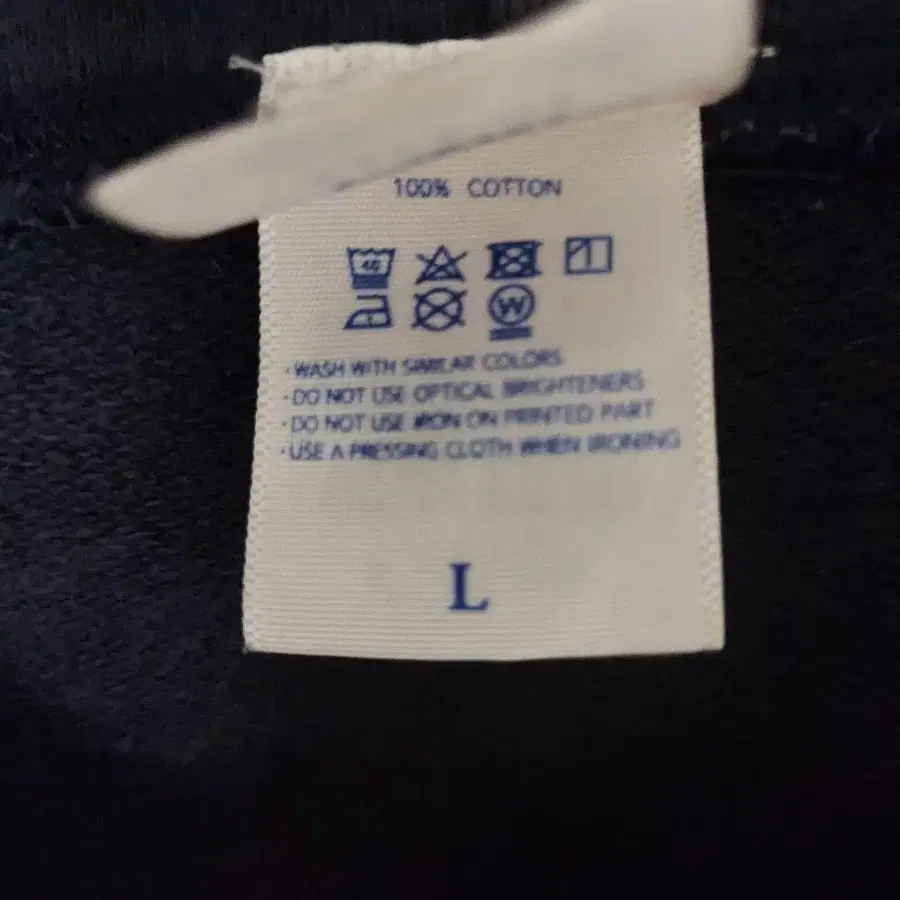 100% COTTON
40
W
·WASH WITH SIMILAR COLORS
·DO NOT USE OPTICAL BRIGHTENERS
·DO NOT USE IRON ON PRINTED PART
·USE A PRESSING CLOTH WHEN IRONING
L